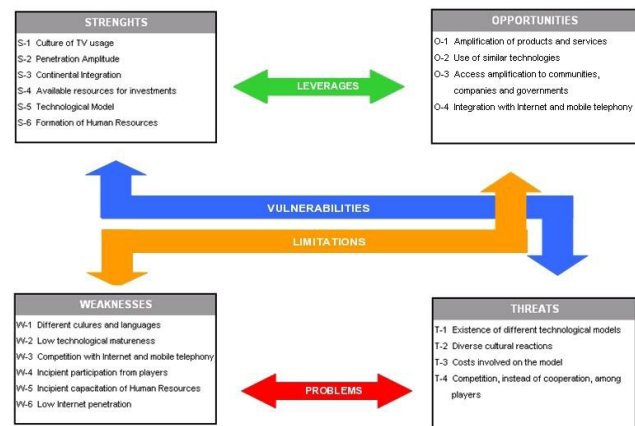 STRENGHTS
S-1 Culture of TV usage
S-2 Penetration Amplitude
S-3 Continental Integration
S-4 Available resources for investments
S-5 Technological Model
S-6 Formation of Human Resources
LEVERAGES
OPPORTUNITIES
O-1 Amplification of products and services
O-2 Use of similar technologies
O-3 Access amplification to communities,
companies and governments
O-4 Integration with Internet and mobile telephony
VULNERABILITIES
LIMITATIONS
WEAKNESSES
W-1 Different culures and languages
W-2 Low technological matureness
W-3 Competition with Internet and mobile telephony
W-4 Incipient participation from players
W-5 Incipient capacitation of Human Resources
W-6 Low Internet penetration
PROBLEMS
THREATS
T-1 Existence of different technological models
T-2 Diverse cultural reactions
T-3 Costs involved on the model
T-4 Competition, instead of cooperation, among
players